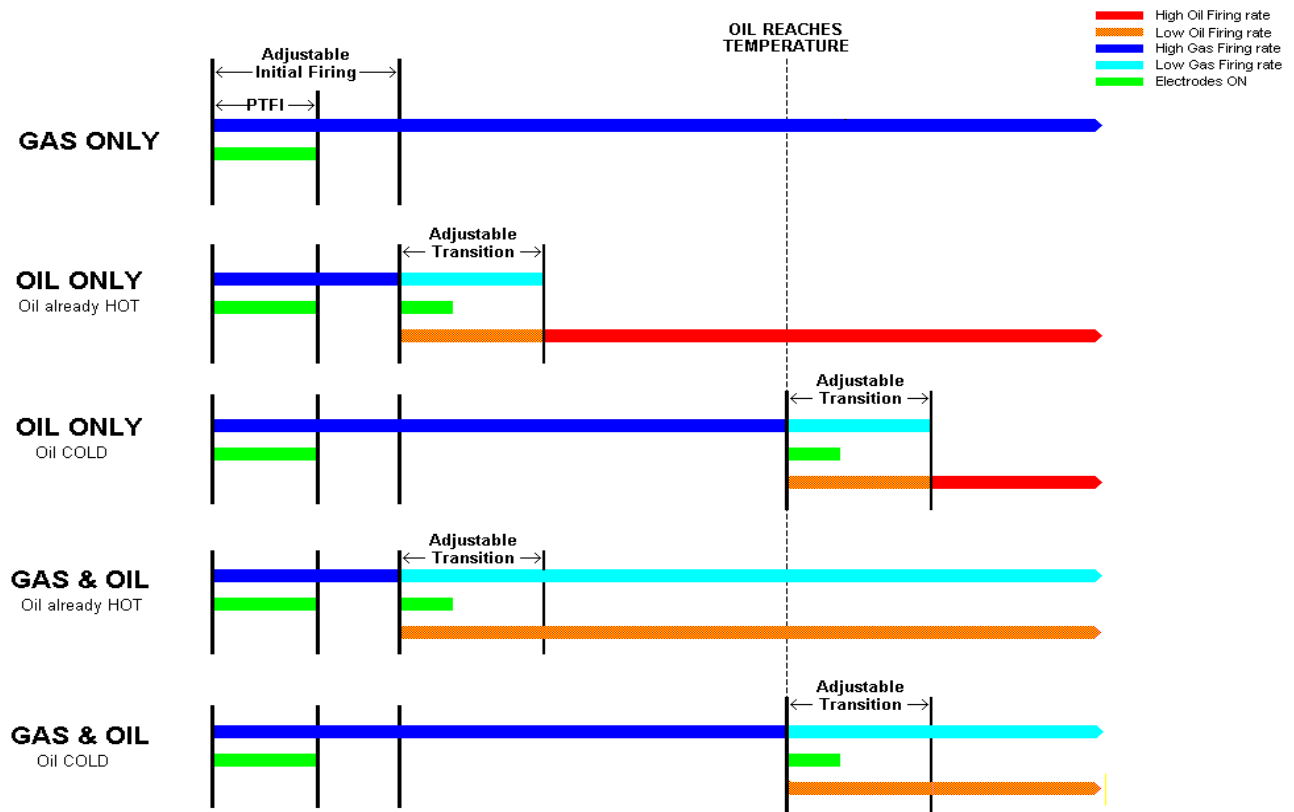 OIL REACHES
TEMPERATURE
High Oil Firing rate
Low Oil Firing rate
High Gas Firing rate
Low Gas Firing rate
Electrodes ON
Adjustable
Initial Firing
PTFI
GAS ONLY
Adjustable
Transition
OIL ONLY
Oil already HOT
Adjustable
Transition
OIL ONLY
Oil COLD
Adjustable
Transition
GAS & OIL
Oil already HOT
Adjustable
Transition
GAS & OIL
Oil COLD